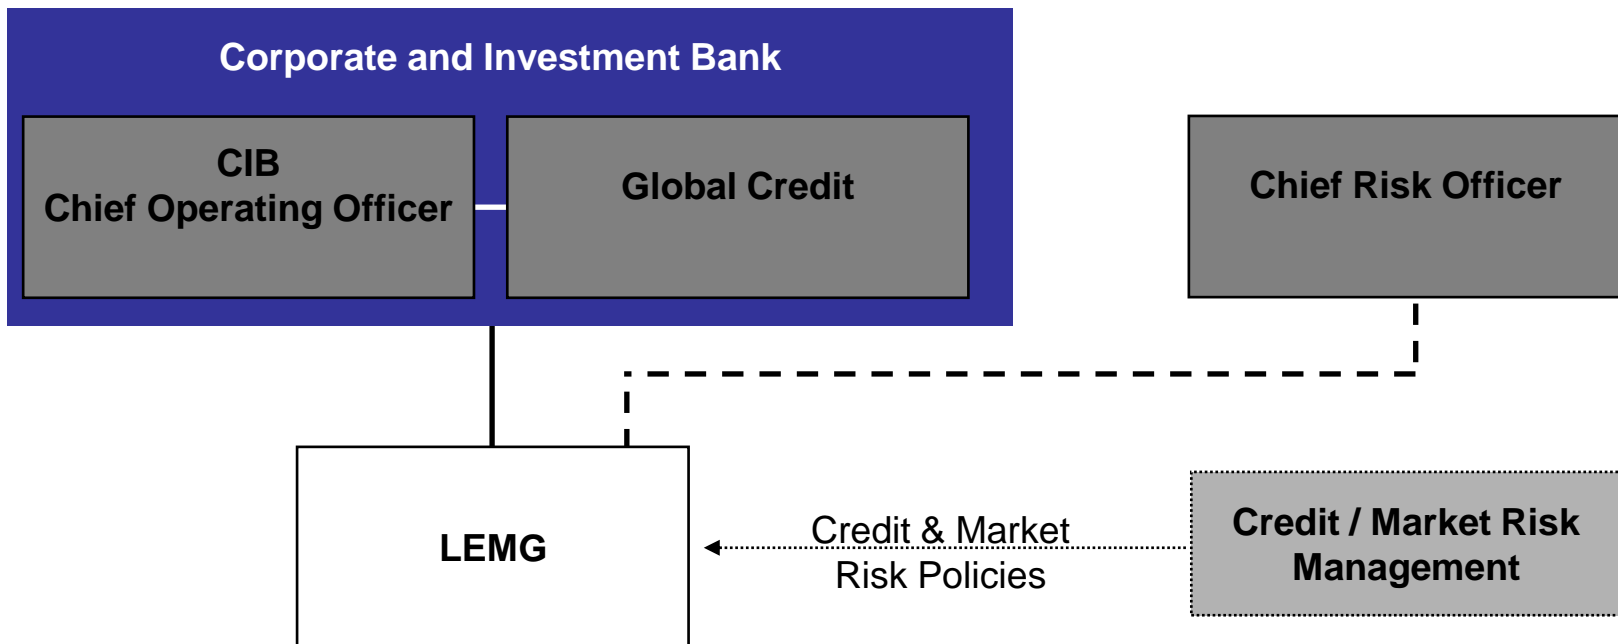 Corporate and Investment Bank
CIB
Chief Operating Officer
Global Credit
Chief Risk Officer
LEMG
Credit & Market
Risk Policies
Credit / Market Risk
Management